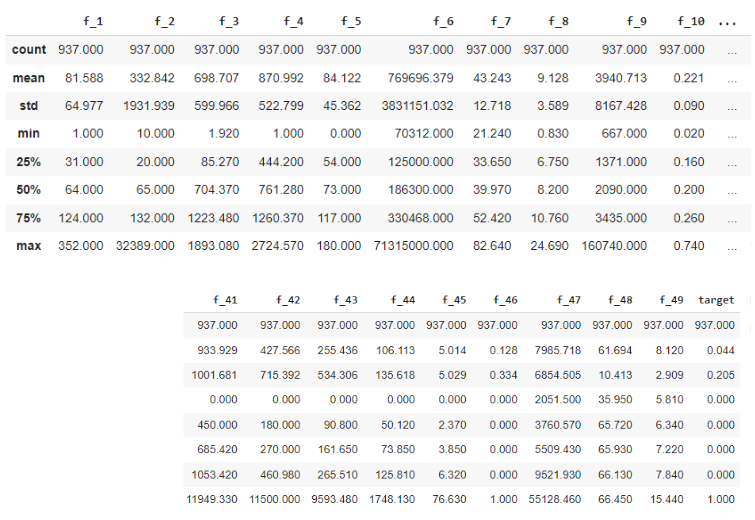 f_1 f_2 f_3 f_4 f_5 f_6 f_7 f_8 f_9 f_10 ...
count 937.000 937.000 937.000 937.000 937.000 937.000 937.000 937.000 937.000 937.000 ...
mean 81.588 332.842 698.707 870.992 84.122 769696.379 43.243 9.128 3940.713 0.221 ...
std 64.977 1931.939 599.966 522.799 45.362 3831151.032 12.718 3.589 8167.428 0.090 ...
min 1.000 10.000 1.920 1.000 0.000 70312.000 21.240 0.830 667.000 0.020 ...
25% 31.000 20.000 85.270 444.200 54.000 125000.000 33.650 6.750 1371.000 0.160 ...
50% 64.000 65.000 704.370 761.280 73.000 186300.000 39.970 8.200 2090.000 0.200 ...
75% 124.000 132.000 1223.480 1260.370 117.000 330468.000 52.420 10.760 3435.000 0.260 ...
max 352.000 32389.000 1893.080 2724.570 180.000 71315000.000 82.640 24.690 160740.000 0.740 ...
f_41 f_42 f_43 f_44 f_45 f_46 f_47 f_48 f_49 target
937.000 937.000 937.000 937.000 937.000 937.000 937.000 937.000 937.000 937.000
933.929 427.566 255.436 106.113 5.014 0.128 7985.718 61.694 8.120 0.044
1001.681 715.392 534.306 135.618 5.029 0.334 6854.505 10.413 2.909 0.205
0.000 0.000 0.000 0.000 0.000 0.000 2051.500 35.950 5.810 0.000
450.000 180.000 90.800 50.120 2.370 0.000 3760.570 65.720 6.340 0.000
685.420 270.000 161.650 73.850 3.850 0.000 5509.430 65.930 7.220 0.000
1053.420 460.980 265.510 125.810 6.320 0.000 9521.930 66.130 7.840 0.000
11949.330 11500.000 9593.480 1748.130 76.630 1.000 55128.460 66.450 15.440 1.000